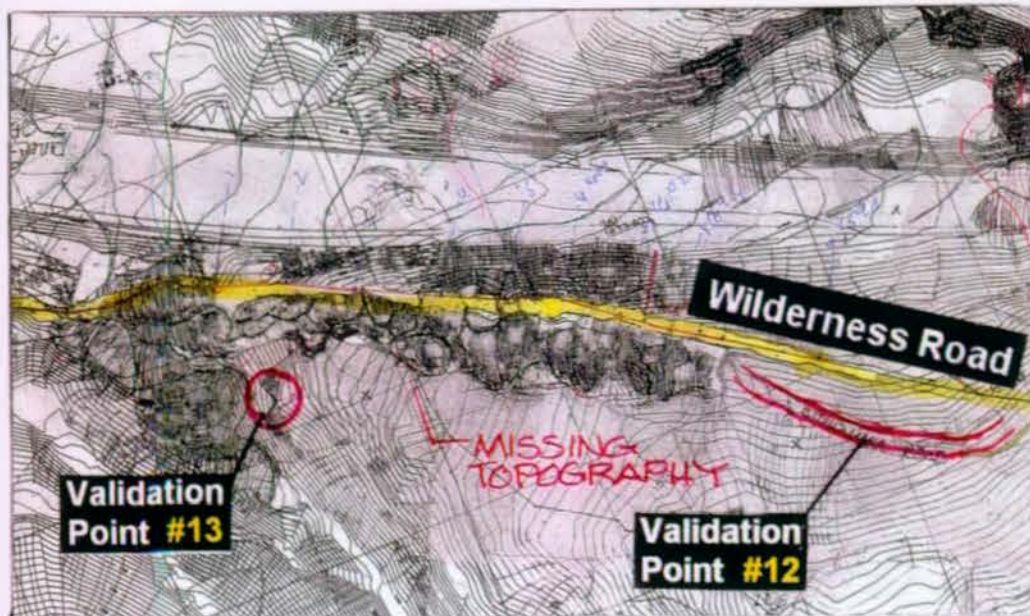 Wilderness Road
MISSING
TOPOGRAPHY
Validation
Point #13
Validation
Point #12